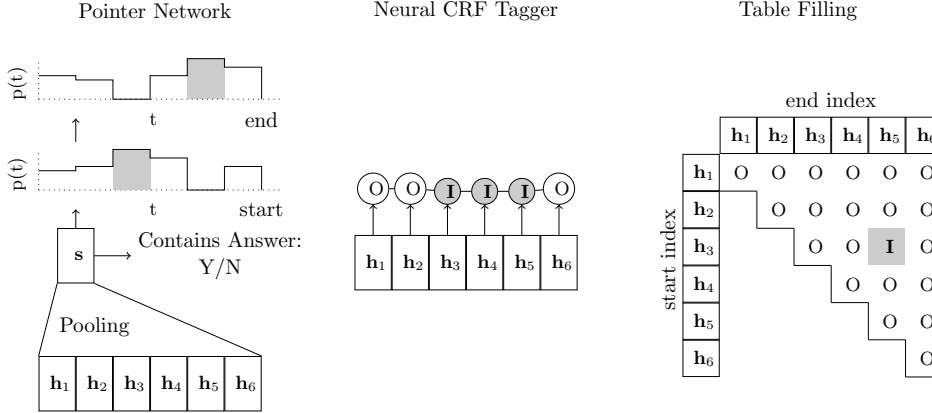 Pointer Network
p(t)
t
end
p(t)
t
start
s
Contains Answer:
Y/N
Pooling
h1 h2 h3 h4 h5 h6
Neural CRF Tagger
O O I I I O
h1 h2 h3 h4 h5 h6
Table Filling
end index
h1 h2 h3 h4 h5 h6
start index
h1 O O O O O O
h2 O O O O O
h3 O O I O
h4 O O O
h5 O O
h6 O